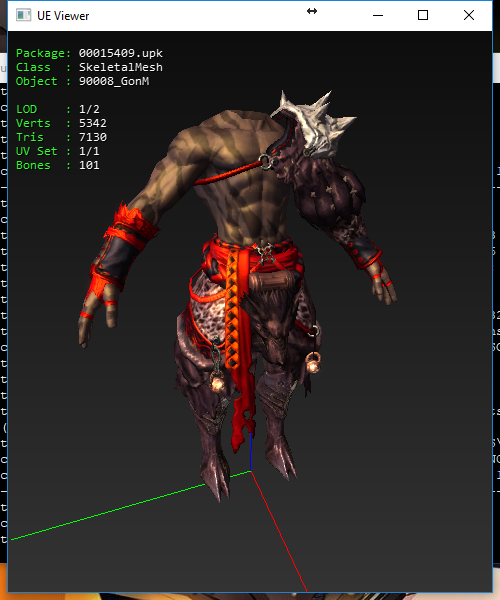 UE Viewer
Package: 00015409.upk
Class : SkeletalMesh
Object : 90008_GonM
LOD : 1/2
Verts : 5342
Tris : 7130
UV Set : 1/1
Bones : 101